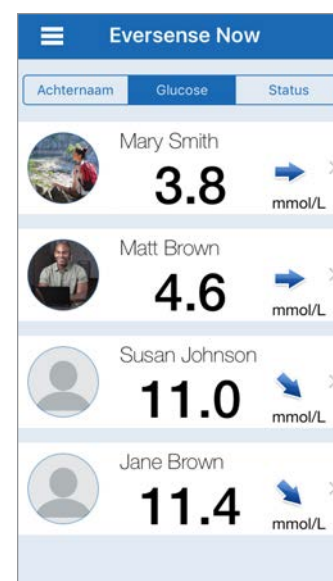 Eversense Now
Achternaam Glucose Status
Mary Smith
3.8
mmol/L
Matt Brown
4.6
mmol/L
Susan Johnson
11.0
mmol/L
Jane Brown
11.4
mmol/L